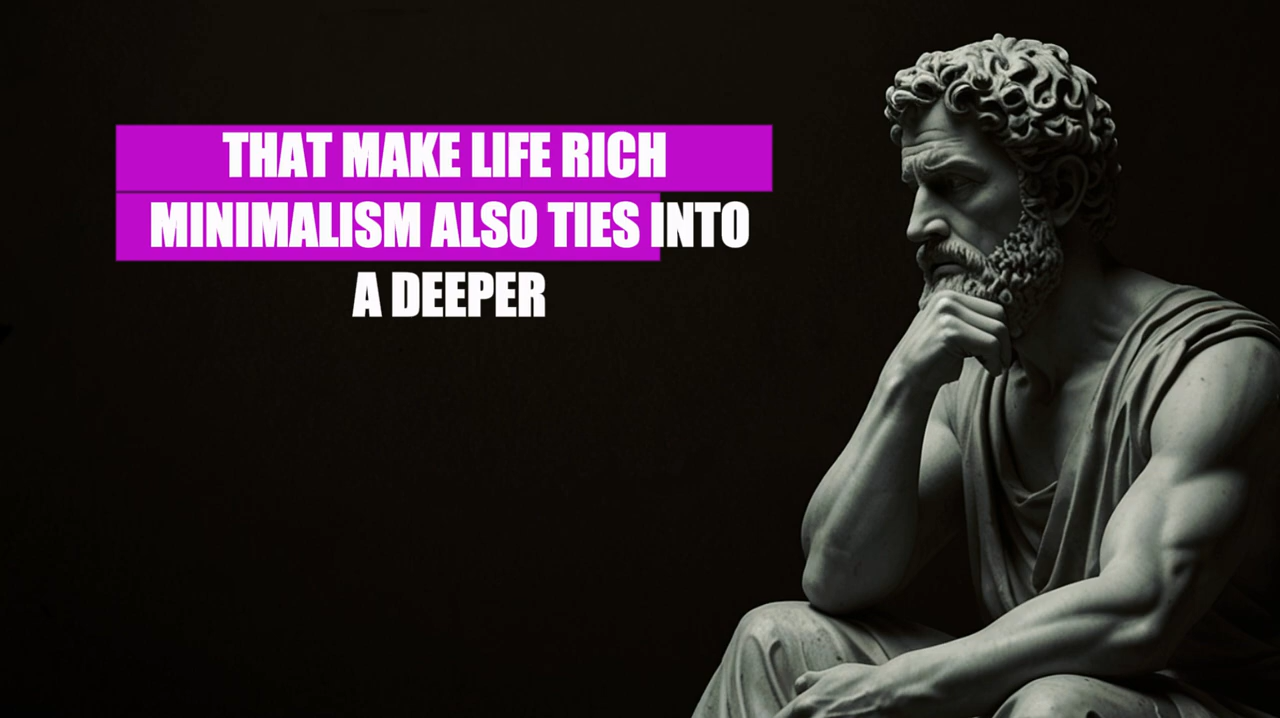 THAT MAKE LIFE RICH
MINIMALISM ALSO TIES INTO
A DEEPER